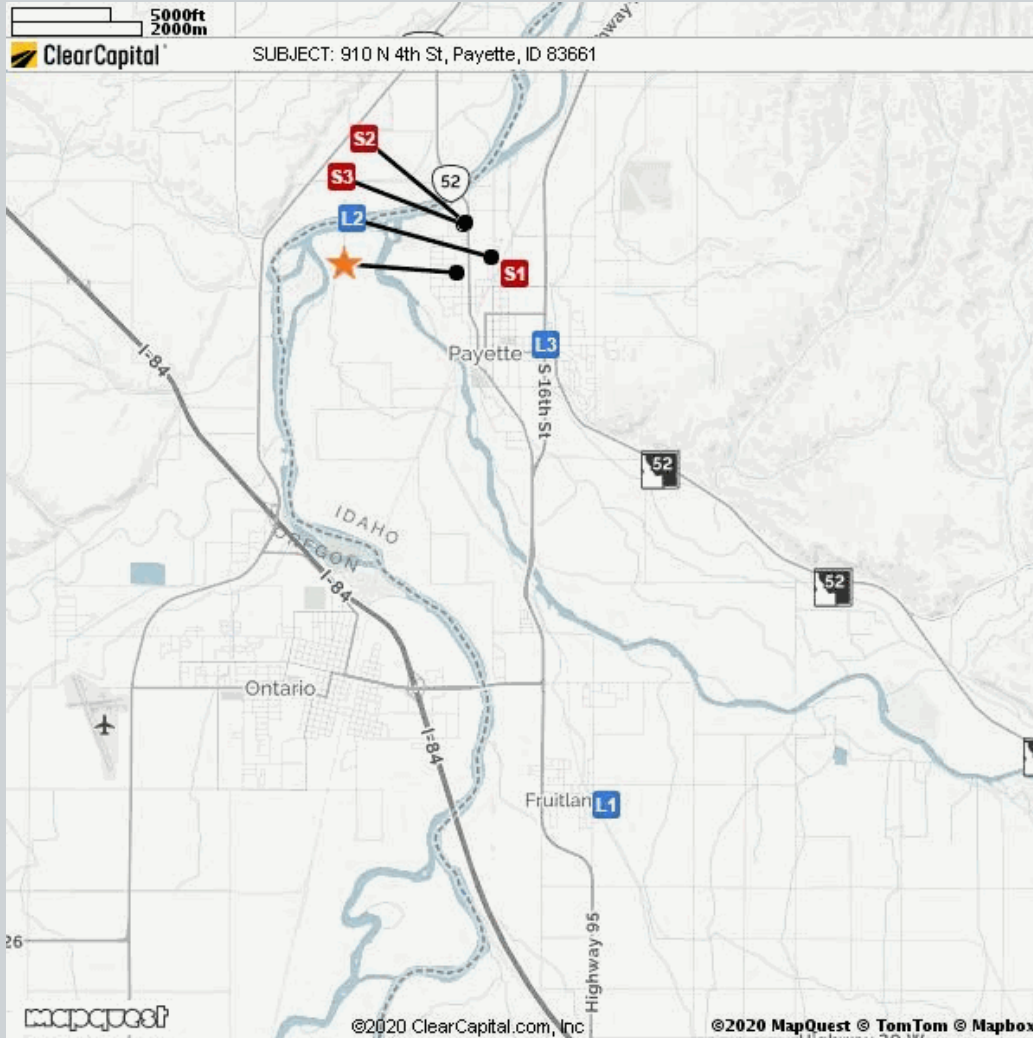 5000ft
2000m
ClearCapital
SUBJECT: 910 N 4th St, Payette, ID 83661
S2
S3
52
L2
S1
L3
Payette
I-84
S 16th St
52
IDAHO
OREGON
52
I-84
Ontario
I-84
Fruitlan
L1
Highway 95
26
mapquest
©2020 ClearCapital.com, Inc
©2020 MapQuest © TomTom © Mapbox